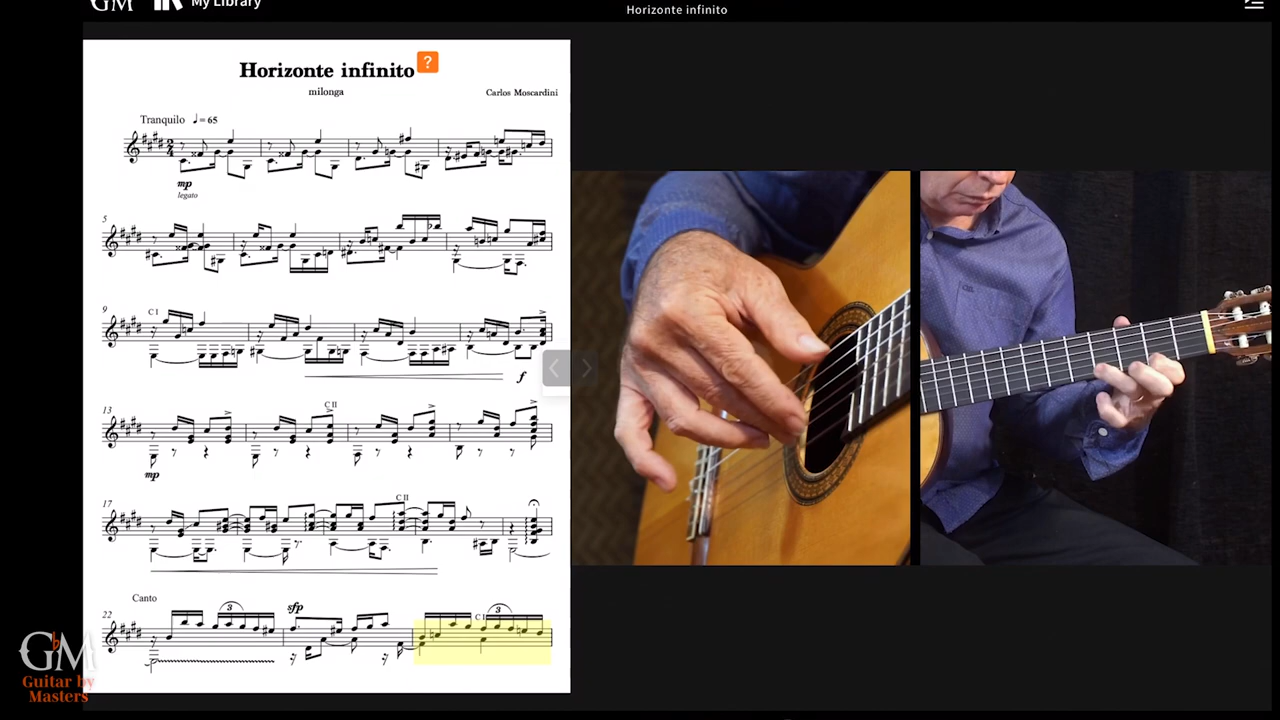 GM My Library
Horizonte infinito
Horizonte infinito ?
milonga
Carlos Moscardini
Tranquilo ♩= 65
mp
legato
5
9
C I
f
13
C II
mp
17
C II
Canto
22
3
sfp
C I
3
GbM
Guitar by
Masters